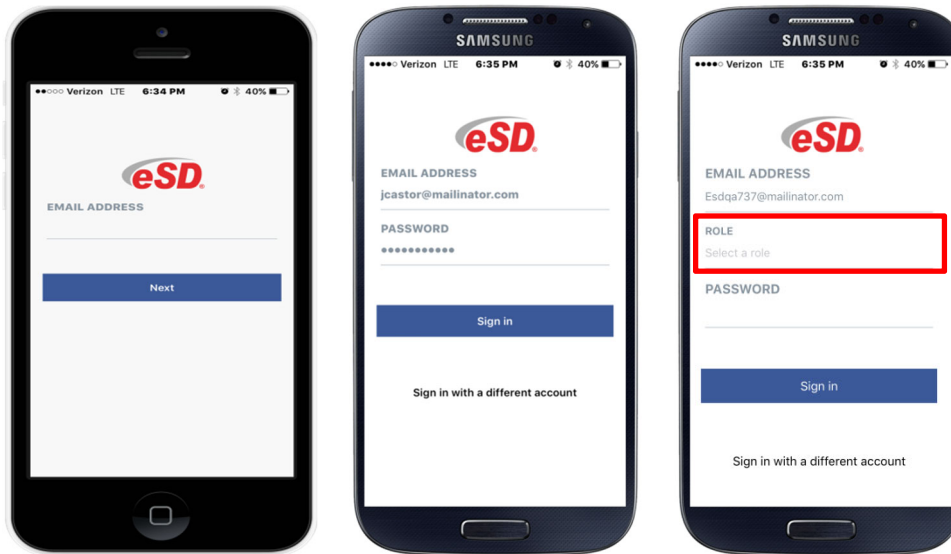 Verizon LTE 6:34 PM 40%
eSD.
EMAIL ADDRESS
Next
SAMSUNG
Verizon LTE 6:35 PM 40%
eSD.
EMAIL ADDRESS
jcastor@mailinator.com
PASSWORD
Sign in
Sign in with a different account
SAMSUNG
Verizon LTE 6:35 PM 40%
eSD.
EMAIL ADDRESS
Esdqa737@mailinator.com
ROLE
Select a role
PASSWORD
Sign in
Sign in with a different account